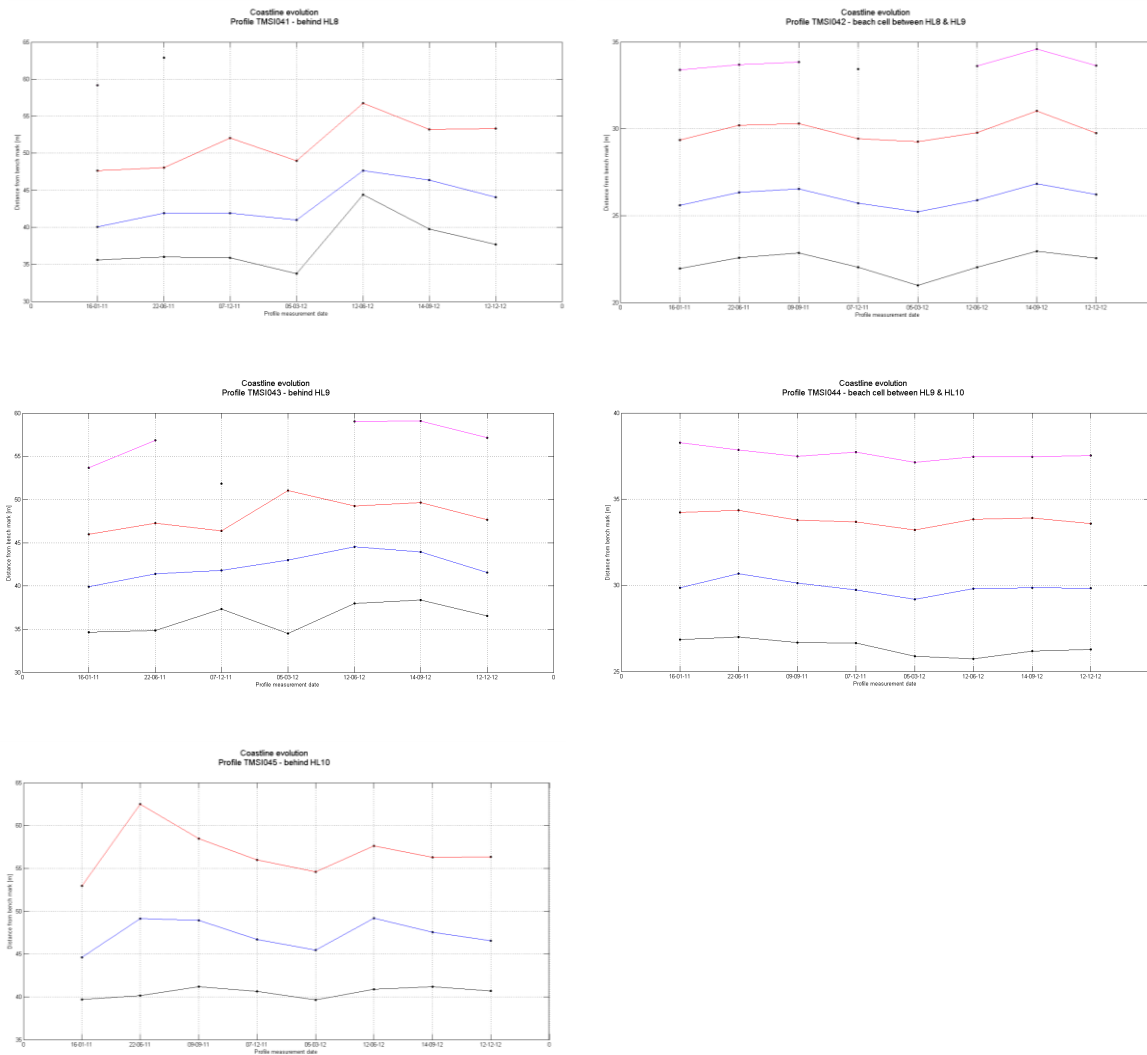 Coastline evolution
Profile TMSI041 - behind HL8
65
60
55
50
45
40
35
30
Distance from bench mark [m]
0 16-01-11 22-06-11 07-12-11 05-03-12 12-06-12 14-09-12 12-12-12 0
Profile measurement date
Coastline evolution
Profile TMSI042 - beach cell between HL8 & HL9
35
30
25
20
Distance from bench mark [m]
0 16-01-11 22-06-11 09-09-11 07-12-11 05-03-12 12-06-12 14-09-12 12-12-12 0
Profile measurement date
Coastline evolution
Profile TMSI043 - behind HL9
60
55
50
45
40
35
30
Distance from bench mark [m]
0 16-01-11 22-06-11 07-12-11 05-03-12 12-06-12 14-09-12 12-12-12 0
Profile measurement date
Coastline evolution
Profile TMSI044 - beach cell between HL9 & HL10
40
35
30
25
Distance from bench mark [m]
0 16-01-11 22-06-11 09-09-11 07-12-11 05-03-12 12-06-12 14-09-12 12-12-12
Profile measurement date
Coastline evolution
Profile TMSI045 - behind HL10
65
60
55
50
45
40
35
Distance from bench mark [m]
0 16-01-11 22-06-11 09-09-11 07-12-11 05-03-12 12-06-12 14-09-12 12-12-12 0
Profile measurement date